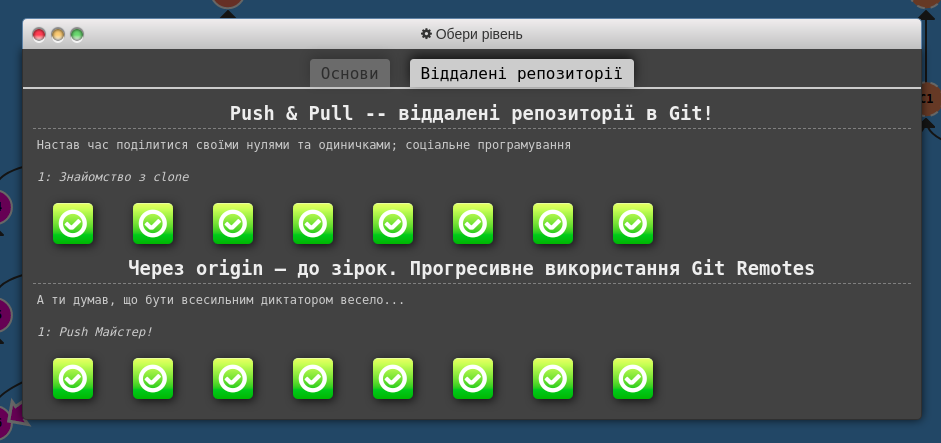 Обери рівень
Основи
Віддалені репозиторії
Push & Pull -- віддалені репозиторії в Git!
Настав час поділитися своїми нулями та одиничками; соціальне програмування
1: Знайомство з clone
Через origin – до зірок. Прогресивне використання Git Remotes
А ти думав, що бути всесильним диктатором весело...
1: Push Майстер!